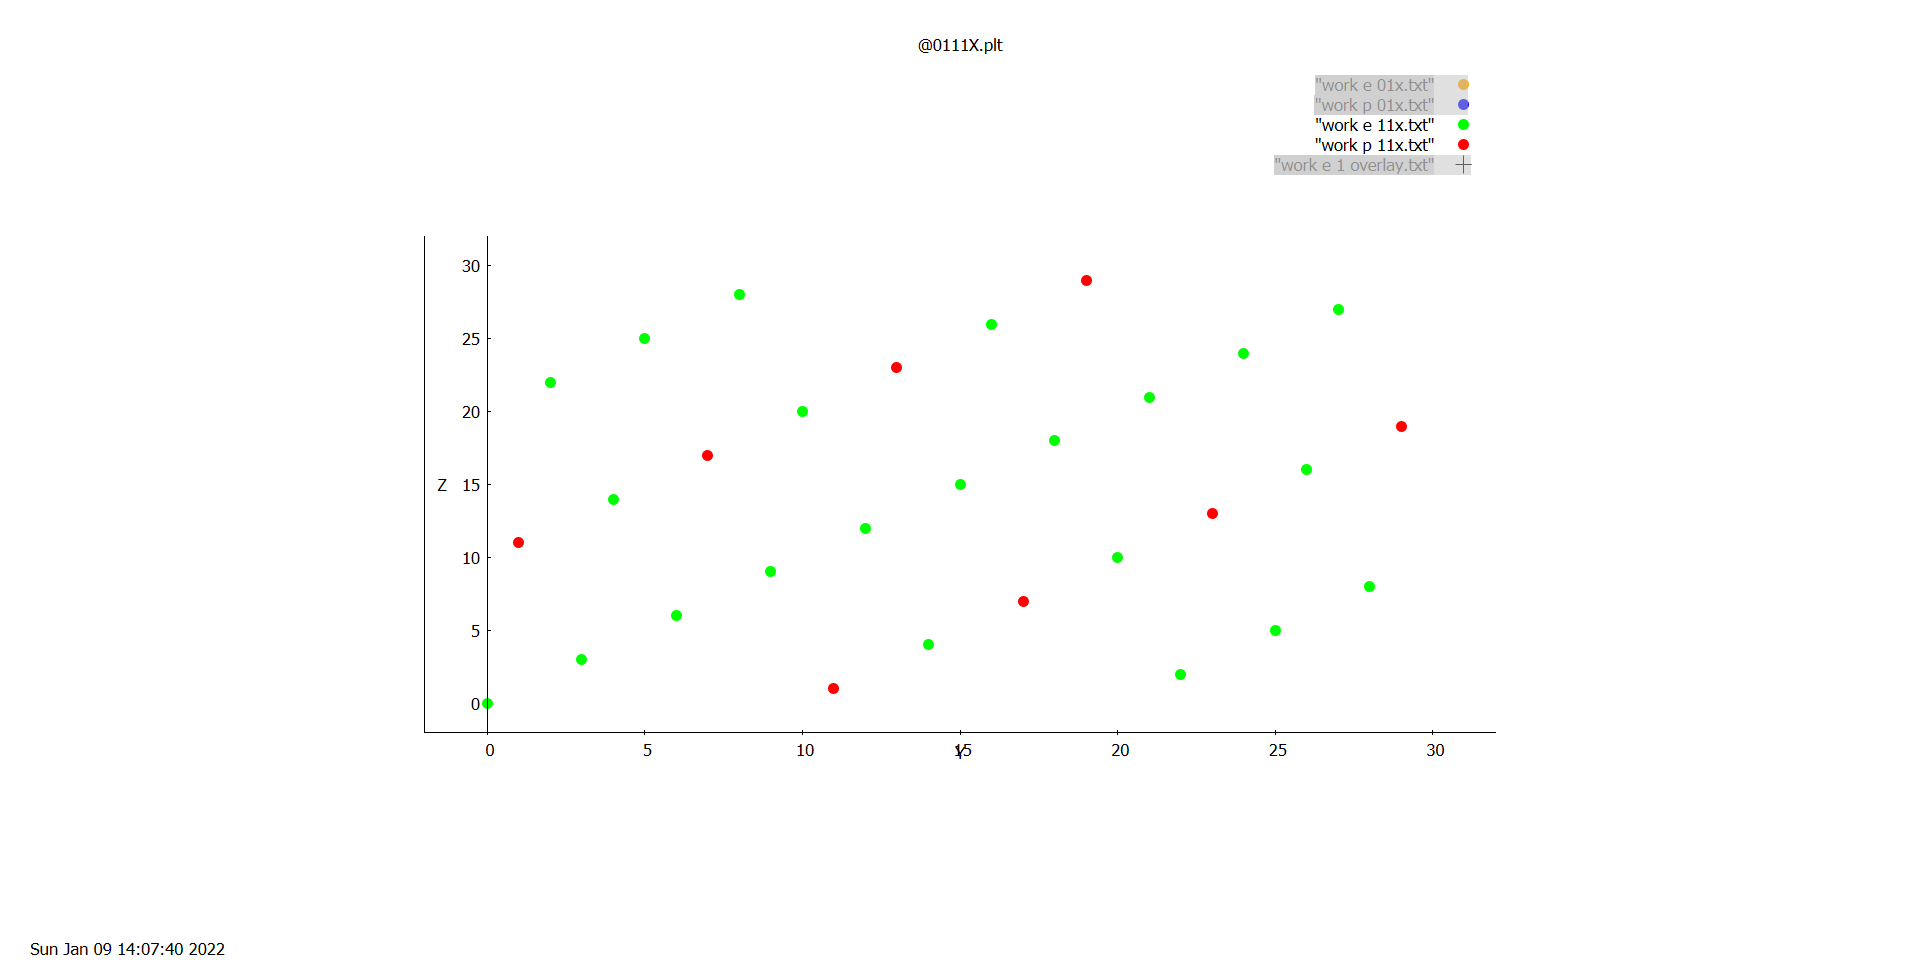 @0111X.plt
"work e 01x.txt"
"work p 01x.txt"
"work e 11x.txt"
"work p 11x.txt"
"work e 1 overlay.txt"
30
25
20
Z 15
10
5
0
0 5 10 15 20 25 30
Y
Sun Jan 09 14:07:40 2022